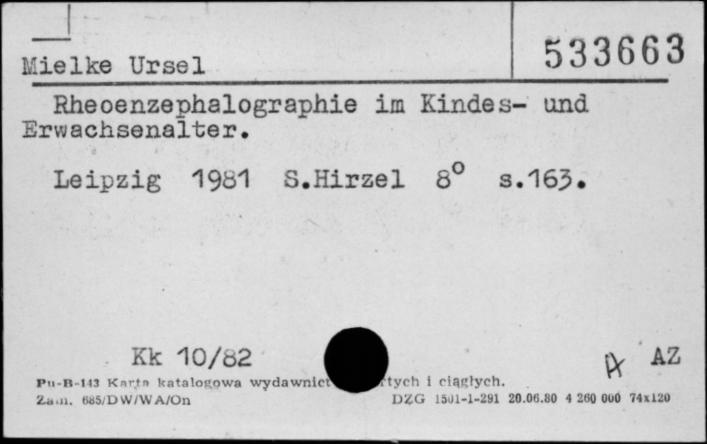 Mielke Ursel
533663
Rheoenzephalographie im Kindes- und
Erwachsenalter.
Leipzig 1981 S.Hirzel 8° s.163.
Kk 10/82
AZ
Pu-B-143 Karta katalogowa wydawnict rtych i ciągłych.
Zam. 685/DW/WA/On DZG 1501-1-291 20.06.80 4 260 000 74x120